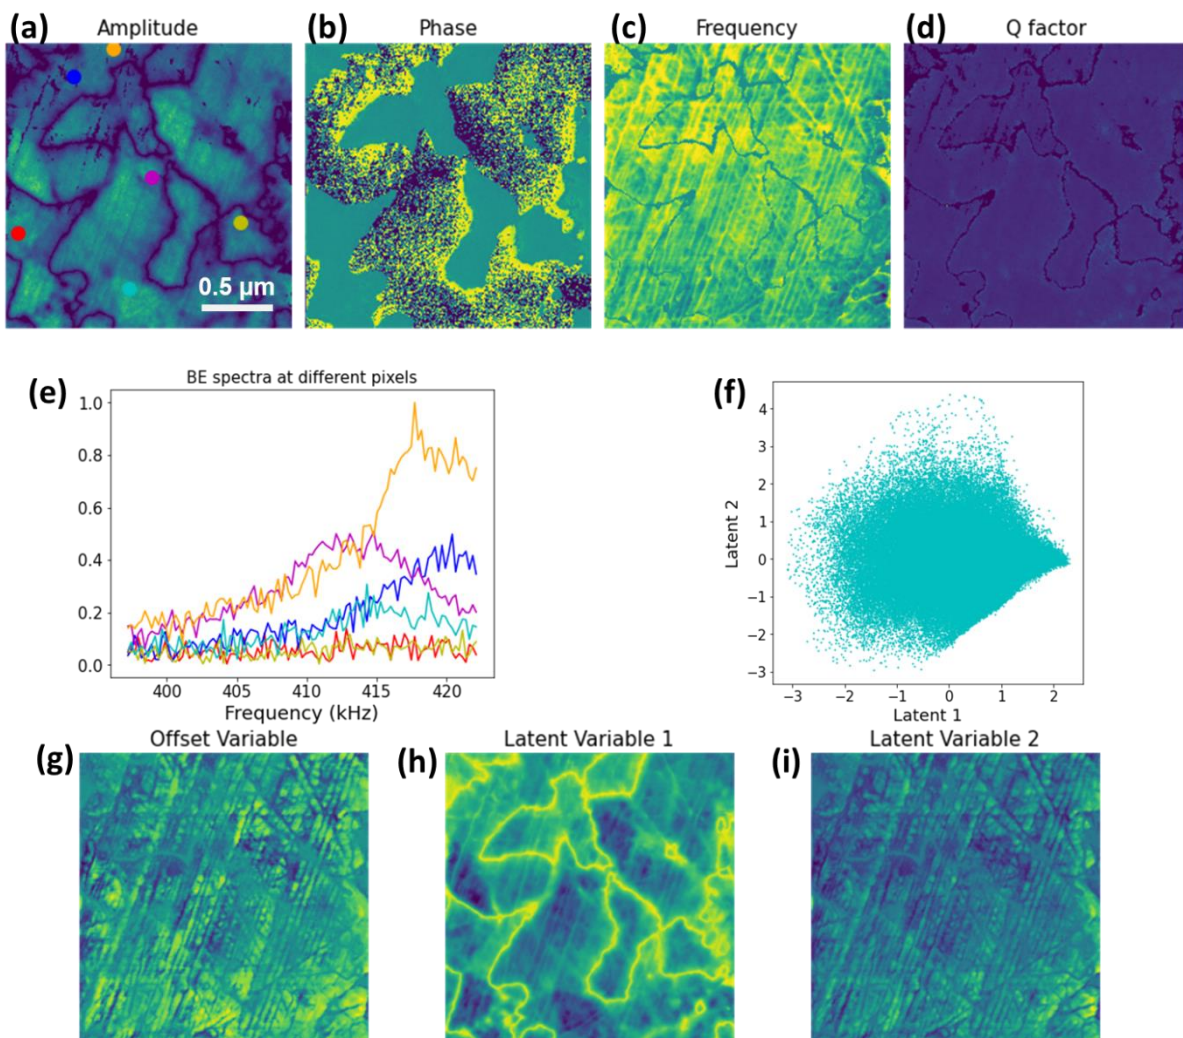 (a) Amplitude
(b) Phase
(c) Frequency
(d) Q factor
0.5 µm
(e) BE spectra at different pixels
1.0
0.8
0.6
0.4
0.2
0.0
400 405 410 415 420
Frequency (kHz)
(f)
4
3
2
1
0
−1
−2
−3
Latent 2
−3 −2 −1 0 1 2
Latent 1
(g) Offset Variable
(h) Latent Variable 1
(i) Latent Variable 2